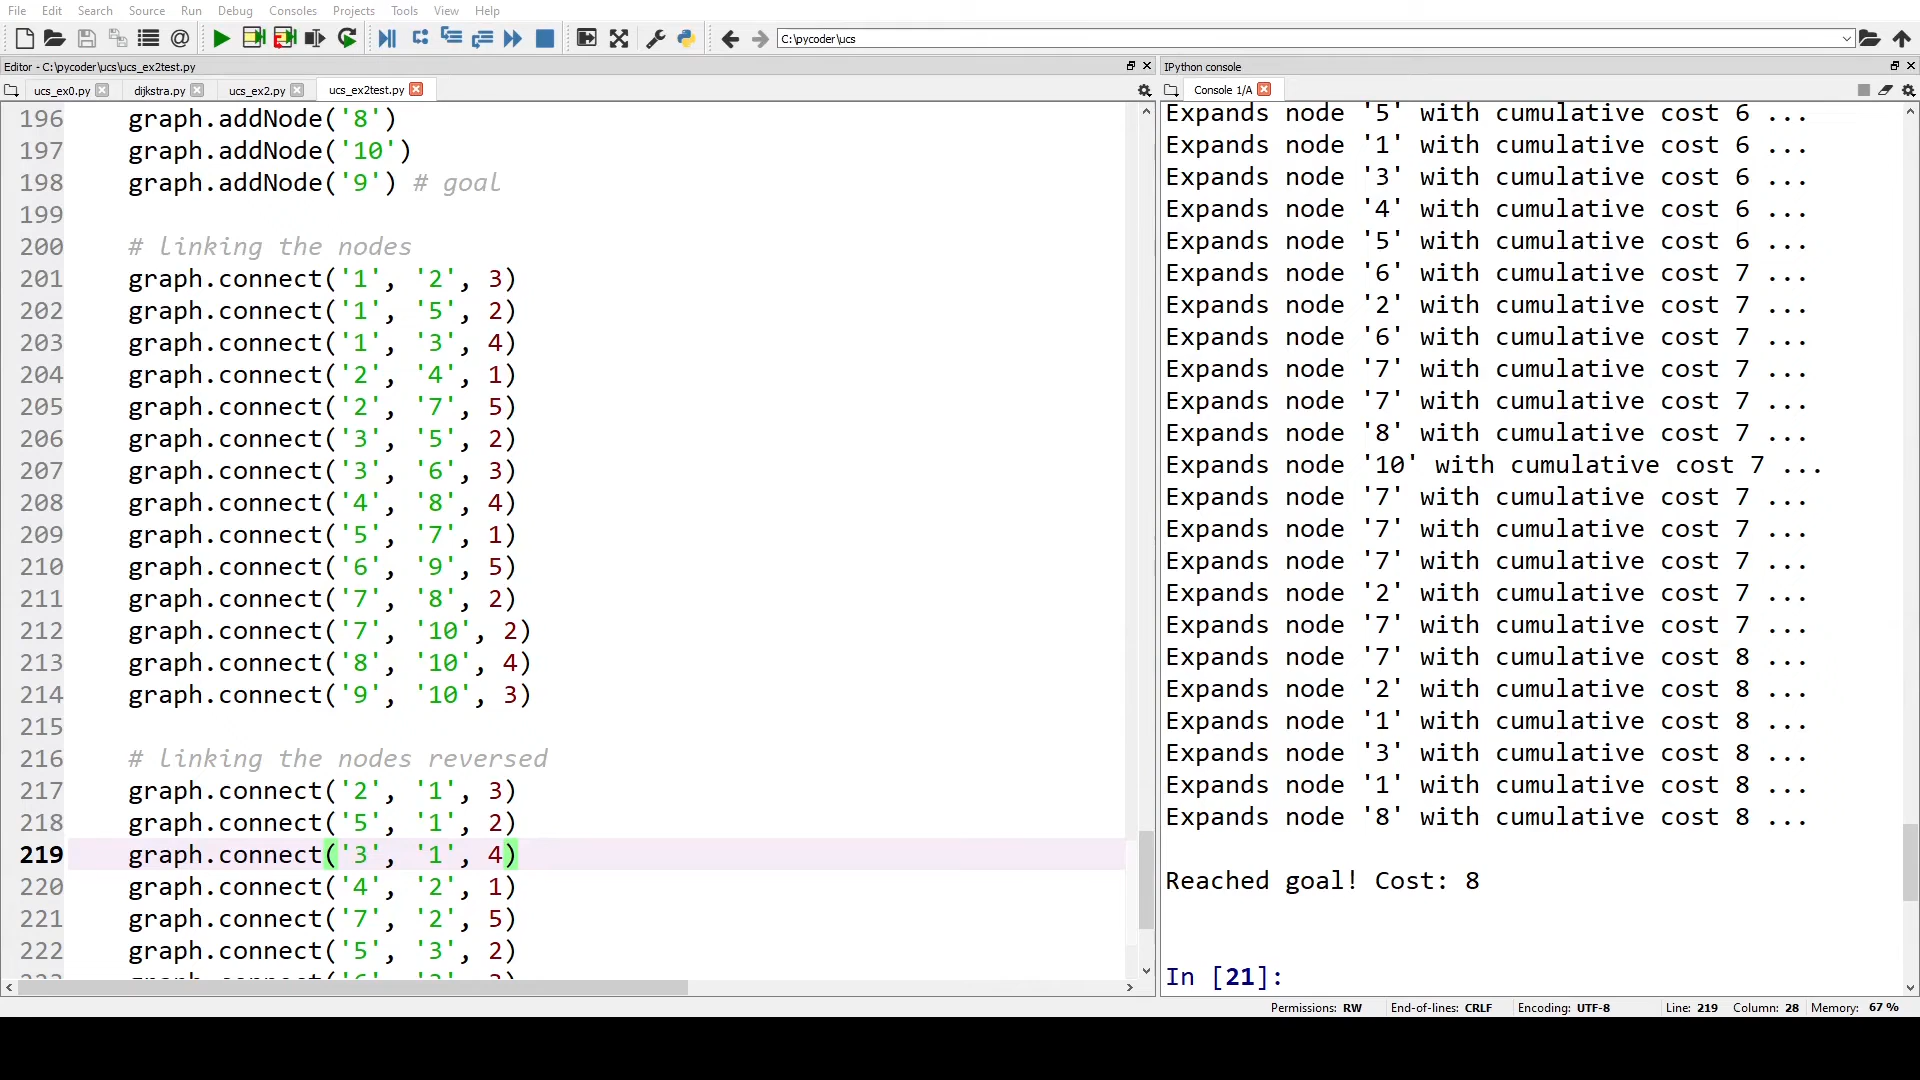 File Edit Search Source Run Debug Consoles Projects Tools View Help
C:\pycoder\ucs
Editor - C:\pycoder\ucs\ucs_ex2test.py
ucs_ex0.py dijkstra.py ucs_ex2.py ucs_ex2test.py
196 graph.addNode('8')
197 graph.addNode('10')
198 graph.addNode('9') # goal
199
200 # linking the nodes
201 graph.connect('1', '2', 3)
202 graph.connect('1', '5', 2)
203 graph.connect('1', '3', 4)
204 graph.connect('2', '4', 1)
205 graph.connect('2', '7', 5)
206 graph.connect('3', '5', 2)
207 graph.connect('3', '6', 3)
208 graph.connect('4', '8', 4)
209 graph.connect('5', '7', 1)
210 graph.connect('6', '9', 5)
211 graph.connect('7', '8', 2)
212 graph.connect('7', '10', 2)
213 graph.connect('8', '10', 4)
214 graph.connect('9', '10', 3)
215
216 # linking the nodes reversed
217 graph.connect('2', '1', 3)
218 graph.connect('5', '1', 2)
219 graph.connect('3', '1', 4)
220 graph.connect('4', '2', 1)
221 graph.connect('7', '2', 5)
222 graph.connect('5', '3', 2)
IPython console
Console 1/A
Expands node '5' with cumulative cost 6 ...
Expands node '1' with cumulative cost 6 ...
Expands node '3' with cumulative cost 6 ...
Expands node '4' with cumulative cost 6 ...
Expands node '5' with cumulative cost 6 ...
Expands node '6' with cumulative cost 7 ...
Expands node '2' with cumulative cost 7 ...
Expands node '6' with cumulative cost 7 ...
Expands node '7' with cumulative cost 7 ...
Expands node '7' with cumulative cost 7 ...
Expands node '8' with cumulative cost 7 ...
Expands node '10' with cumulative cost 7 ...
Expands node '7' with cumulative cost 7 ...
Expands node '7' with cumulative cost 7 ...
Expands node '7' with cumulative cost 7 ...
Expands node '2' with cumulative cost 7 ...
Expands node '7' with cumulative cost 7 ...
Expands node '7' with cumulative cost 8 ...
Expands node '2' with cumulative cost 8 ...
Expands node '1' with cumulative cost 8 ...
Expands node '3' with cumulative cost 8 ...
Expands node '1' with cumulative cost 8 ...
Expands node '8' with cumulative cost 8 ...
Reached goal! Cost: 8
In [21]:
Permissions: RW End-of-lines: CRLF Encoding: UTF-8 Line: 219 Column: 28 Memory: 67 %